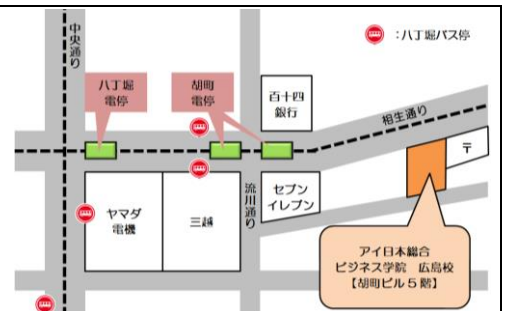 中央通り
：八丁堀バス停
八丁堀
電停
胡町
電停
百十四
銀行
相生通り
〒
ヤマダ
電機
三越
流川通り
セブン
イレブン
アイ日本総合
ビジネス学院　広島校
【胡町ビル５階】